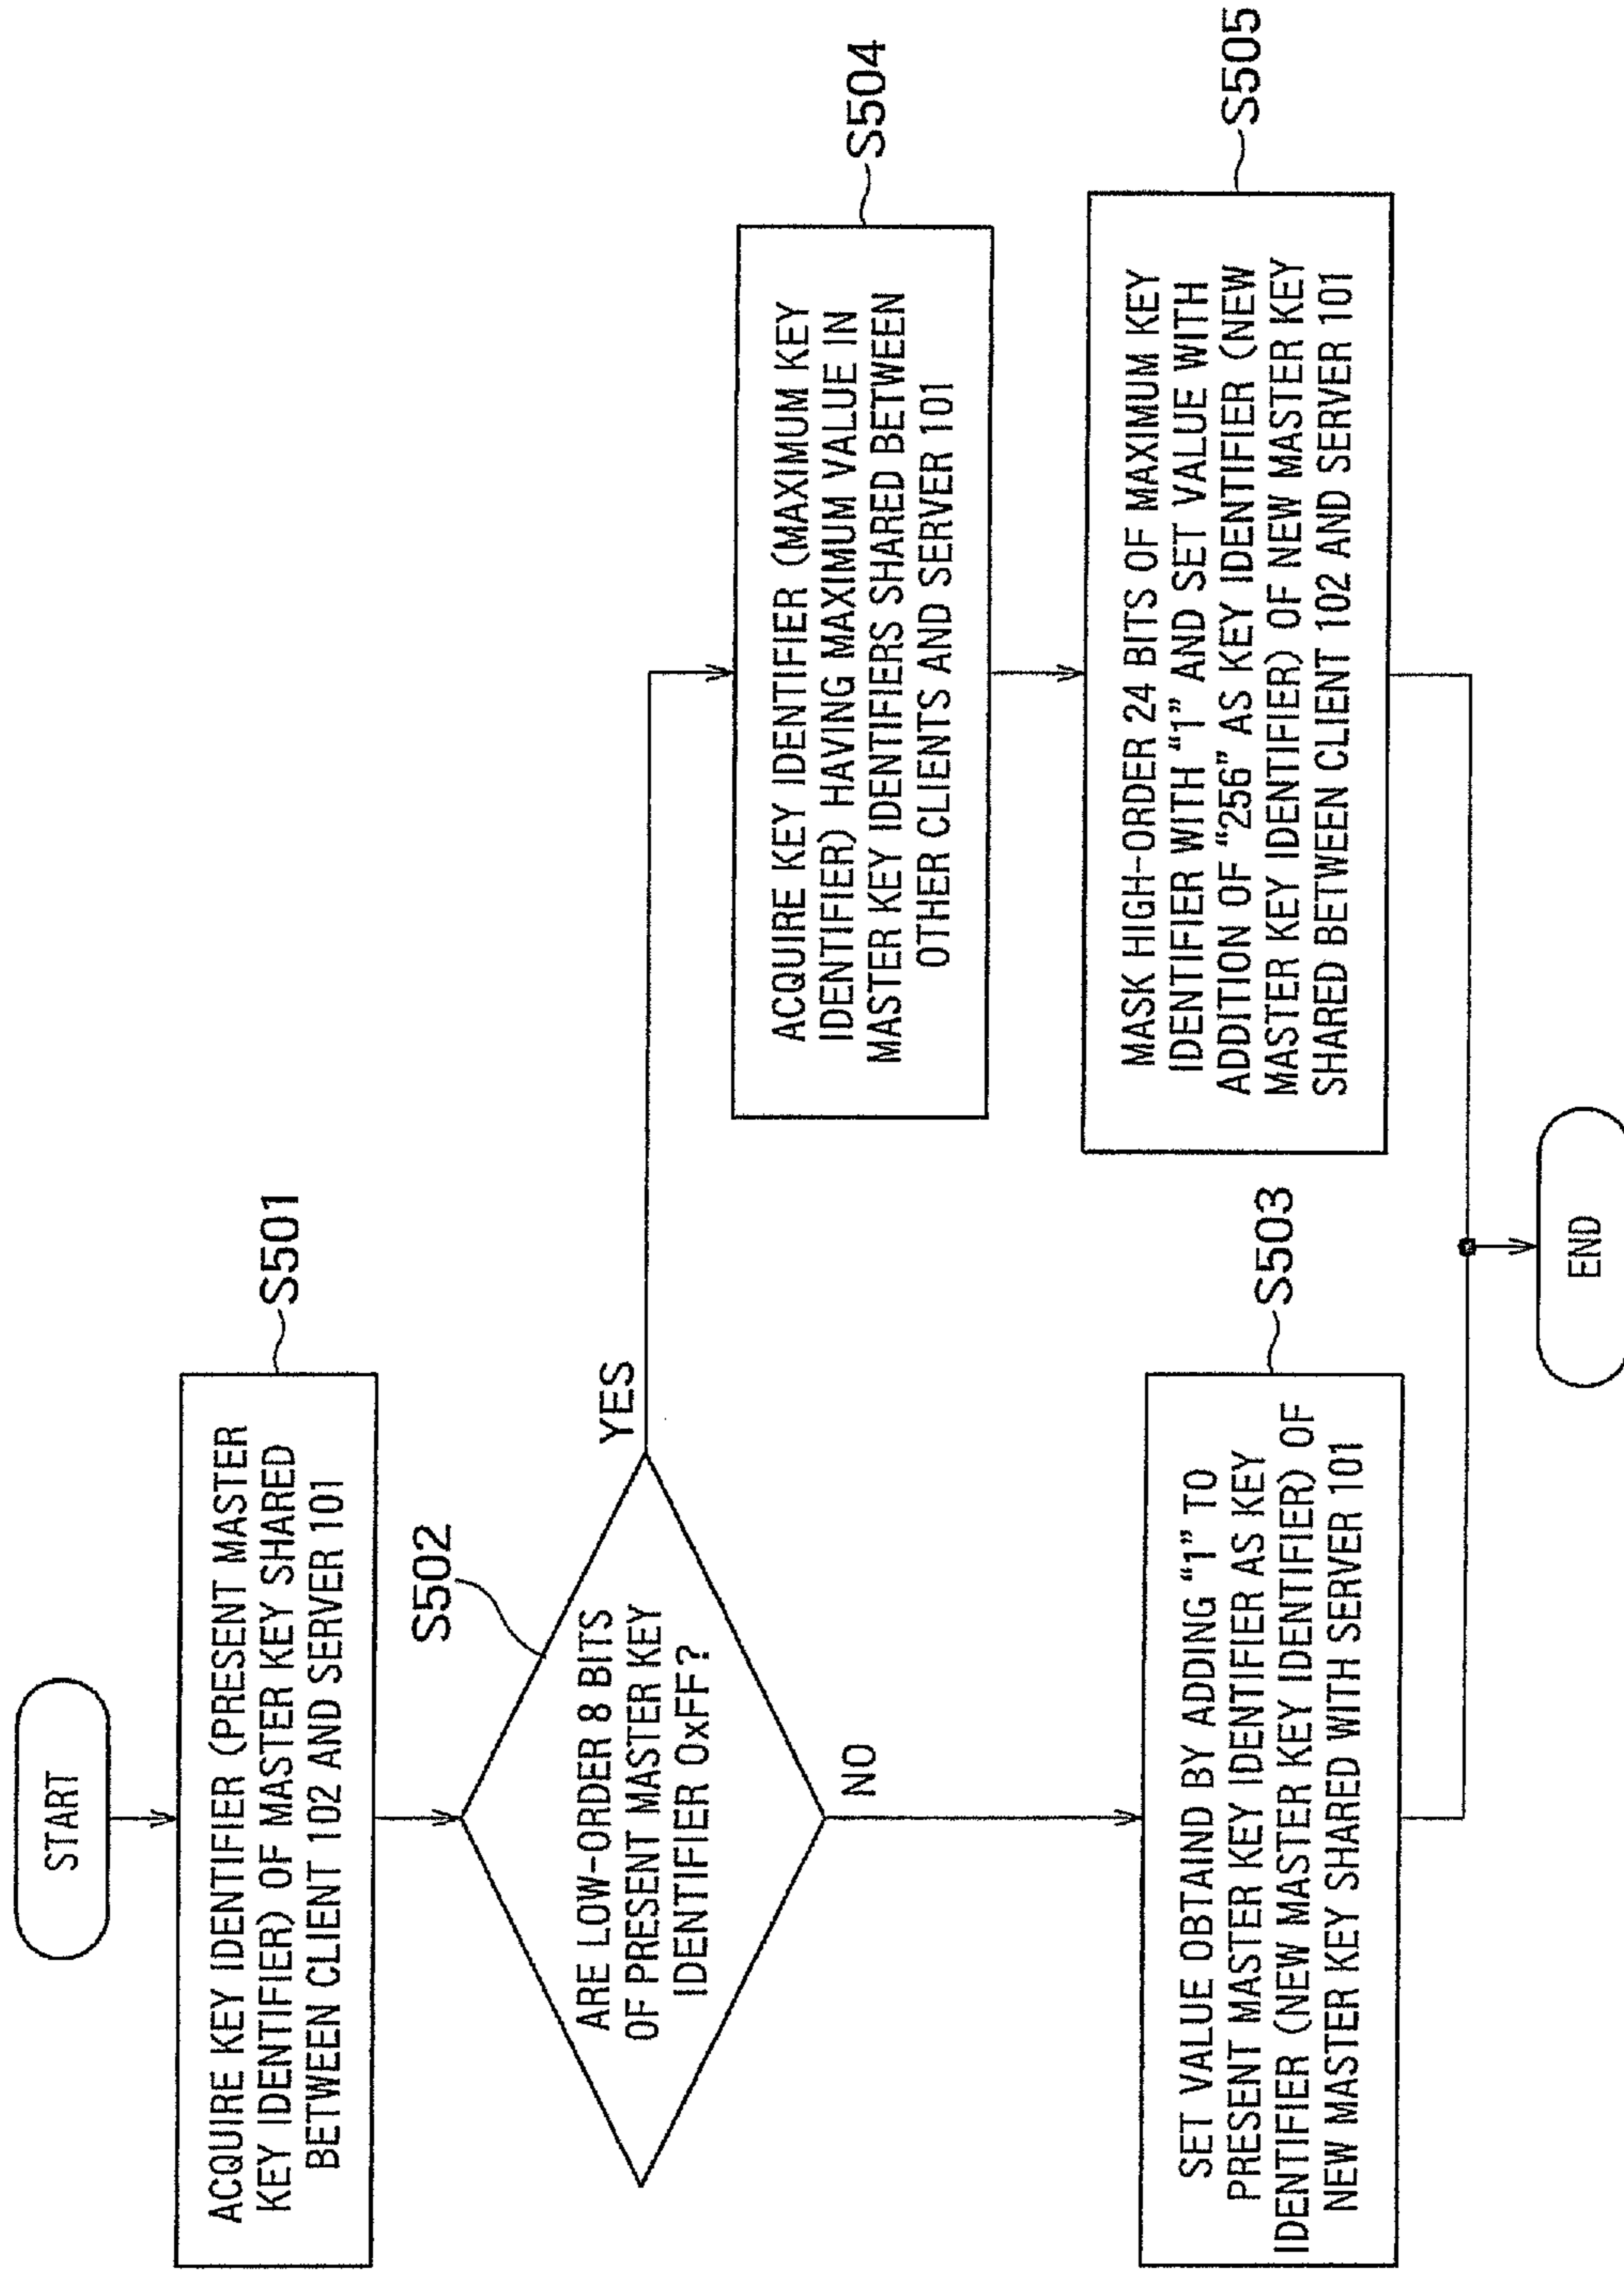 START
ACQUIRE KEY IDENTIFIER (PRESENT MASTER
KEY IDENTIFIER) OF MASTER KEY SHARED
BETWEEN CLIENT 102 AND SERVER 101
S501
S502
ARE LOW-ORDER 8 BITS
OF PRESENT MASTER KEY
IDENTIFIER 0xFF?
YES
NO
ACQUIRE KEY IDENTIFIER (MAXIMUM KEY
IDENTIFIER) HAVING MAXIMUM VALUE IN
MASTER KEY IDENTIFIERS SHARED BETWEEN
OTHER CLIENTS AND SERVER 101
S504
MASK HIGH-ORDER 24 BITS OF MAXIMUM KEY
IDENTIFIER WITH “1” AND SET VALUE WITH
ADDITION OF “256” AS KEY IDENTIFIER (NEW
MASTER KEY IDENTIFIER) OF NEW MASTER KEY
SHARED BETWEEN CLIENT 102 AND SERVER 101
S505
SET VALUE OBTAIND BY ADDING “1” TO
PRESENT MASTER KEY IDENTIFIER AS KEY
IDENTIFIER (NEW MASTER KEY IDENTIFIER) OF
NEW MASTER KEY SHARED WITH SERVER 101
S503
END